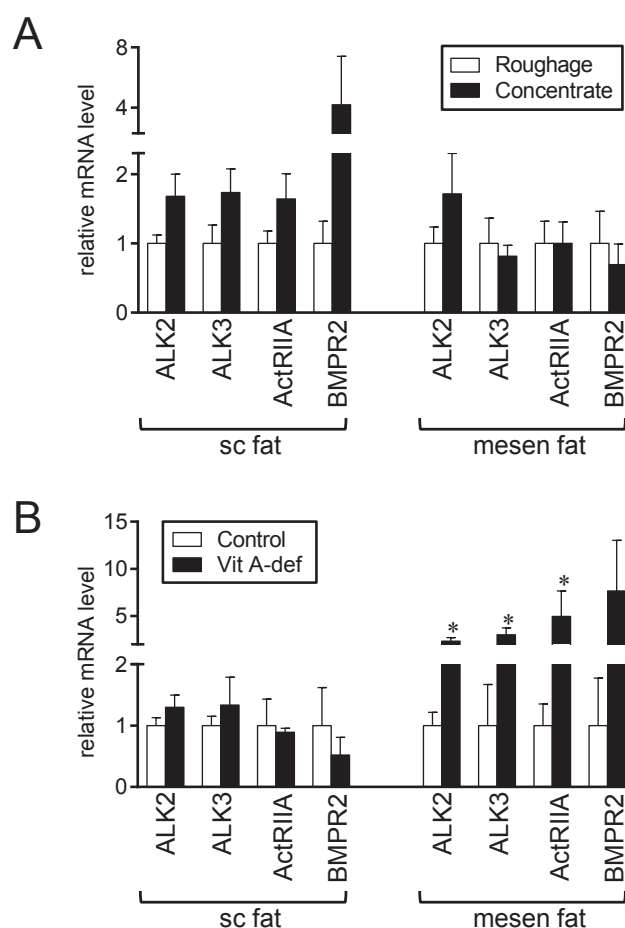 A
relative mRNA level
8
4
2
1
0
Roughage
Concentrate
ALK2
ALK3
ActRIIA
BMPR2
ALK2
ALK3
ActRIIA
BMPR2
sc fat
mesen fat
B
relative mRNA level
15
10
5
2
1
0
Control
Vit A-def
*
*
*
ALK2
ALK3
ActRIIA
BMPR2
ALK2
ALK3
ActRIIA
BMPR2
sc fat
mesen fat